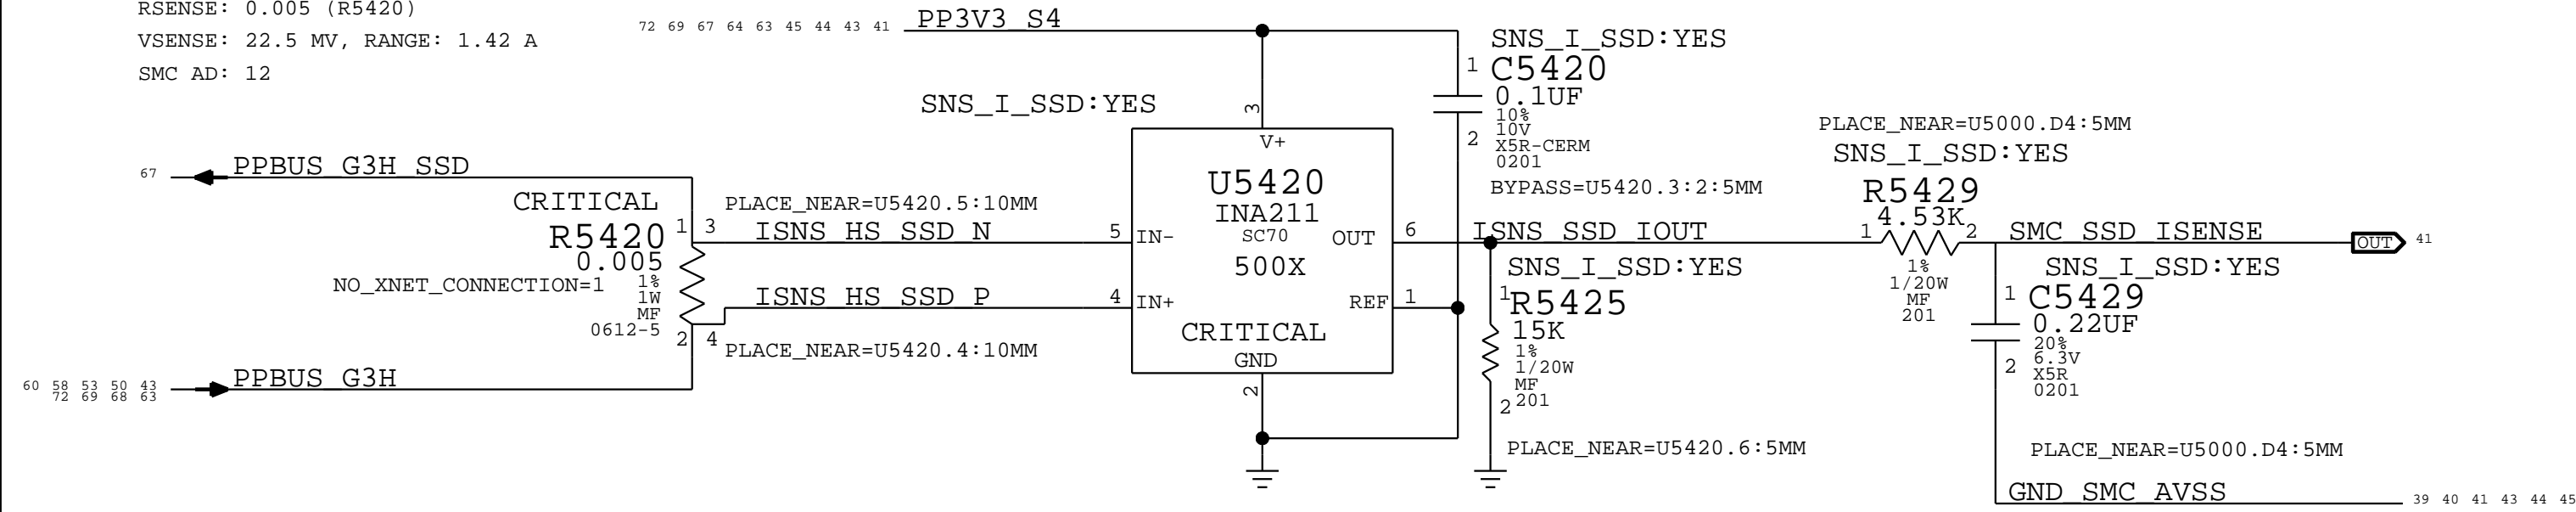 RSENSE: 0.005 (R5420)
VSENSE: 22.5 MV, RANGE: 1.42 A
SMC AD: 12
72 69 67 64 63 45 44 43 41
PP3V3_S4
SNS_I_SSD:YES
3
V+
U5420
INA211
SC70
500X
CRITICAL
GND
2
5
IN-
4
IN+
OUT
6
REF
1
SNS_I_SSD:YES
1
C5420
0.1UF
10%
10V
X5R-CERM
0201
2
BYPASS=U5420.3:2:5MM
67
PPBUS_G3H_SSD
CRITICAL
R5420
0.005
1%
1W
MF
0612-5
NO_XNET_CONNECTION=1
1 3
2 4
PLACE_NEAR=U5420.5:10MM
ISNS_HS_SSD_N
ISNS_HS_SSD_P
PLACE_NEAR=U5420.4:10MM
60 58 53 50 43
72 69 68 63
PPBUS_G3H
ISNS_SSD_IOUT
SNS_I_SSD:YES
1
R5425
15K
1%
1/20W
MF
201
2
PLACE_NEAR=U5420.6:5MM
PLACE_NEAR=U5000.D4:5MM
SNS_I_SSD:YES
R5429
4.53K
1
2
1%
1/20W
MF
201
SMC_SSD_ISENSE
OUT
41
SNS_I_SSD:YES
1
C5429
0.22UF
20%
6.3V
X5R
0201
2
PLACE_NEAR=U5000.D4:5MM
GND_SMC_AVSS
39 40 41 43 44 45